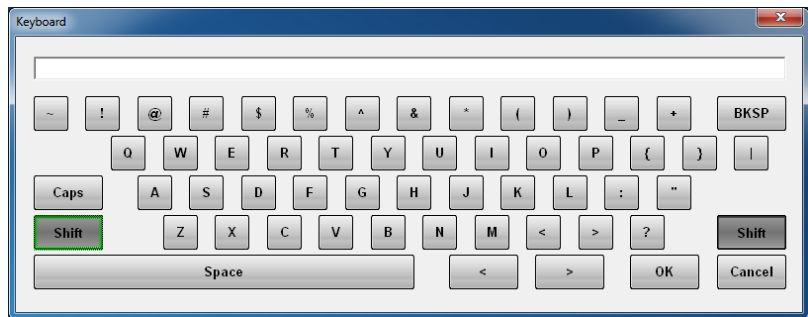 Keyboard
~ ! @ # $ % ^ & * ( ) _ + BKSP
Q W E R T Y U I O P { } |
Caps A S D F G H J K L : "
Shift Z X C V B N M < > ? Shift
Space < > OK Cancel